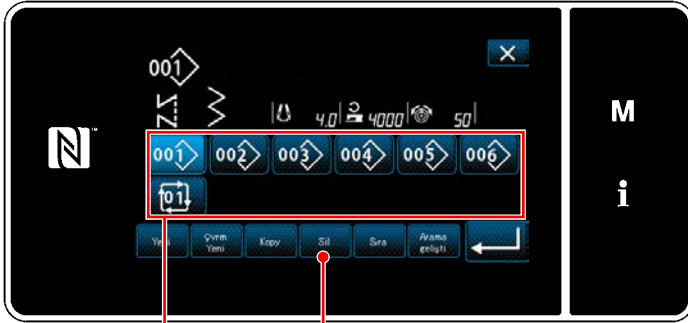 001
4.0 4000 50
001 002 003 004 005 006
01
Yeni Çvrm Kopy Sil Sıra Arama
Yeni gelişti
M
i
N